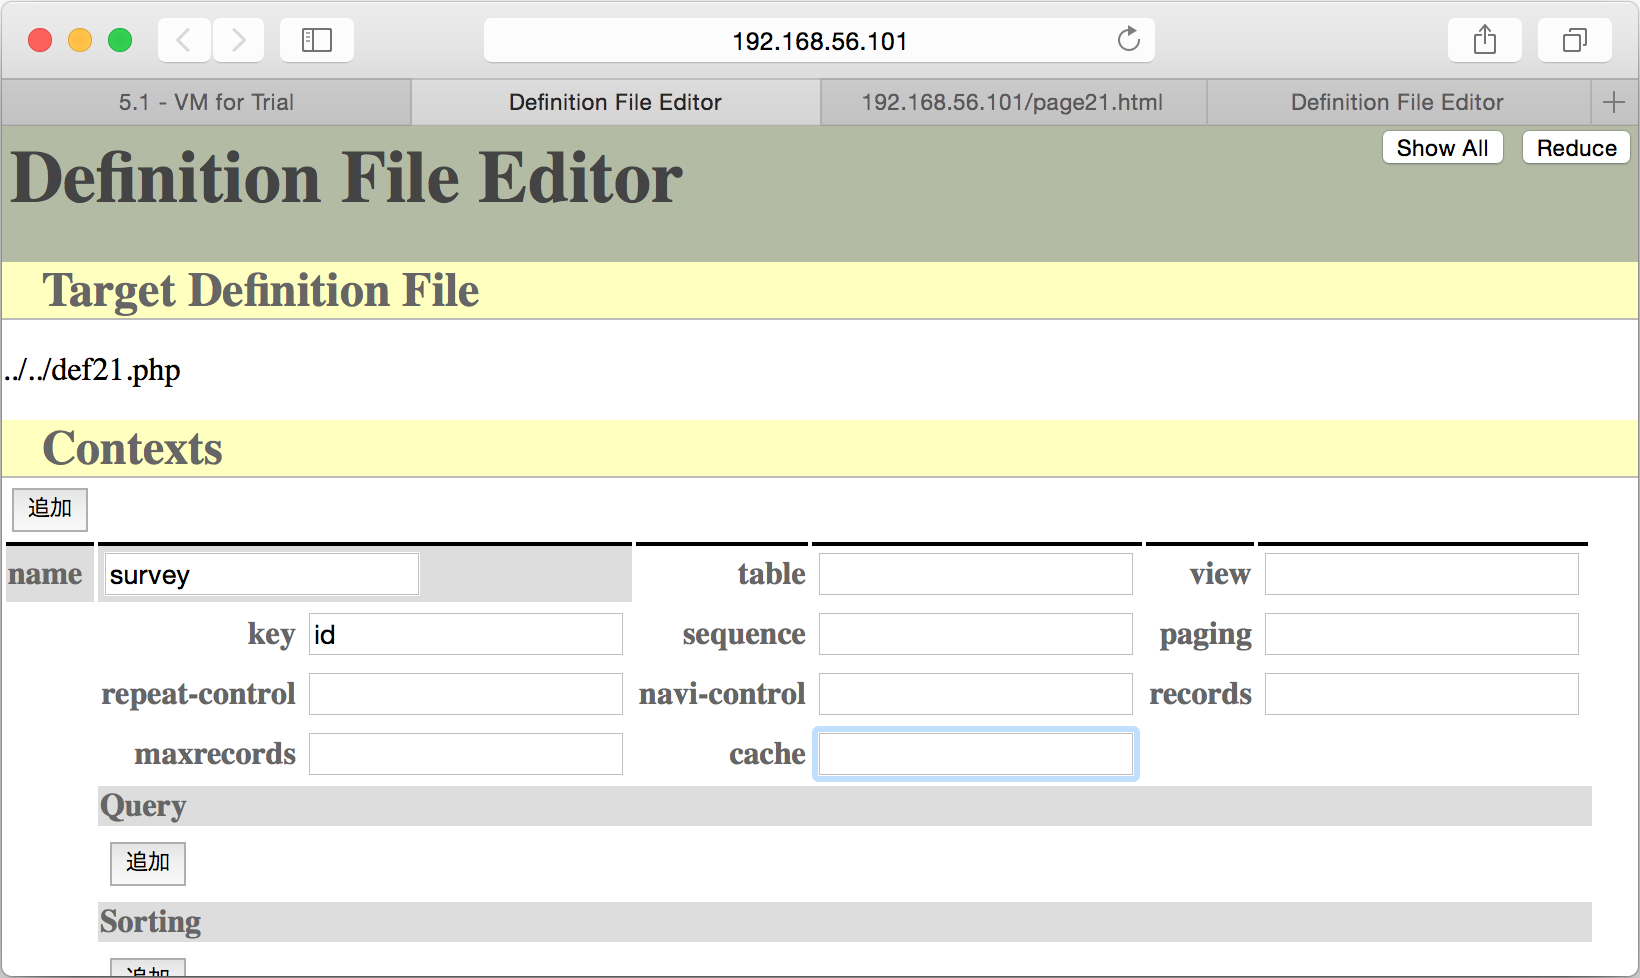 192.168.56.101
5.1 - VM for Trial Definition File Editor 192.168.56.101/page21.html Definition File Editor
Show All Reduce
Definition File Editor
Target Definition File
../../def21.php
Contexts
追加
name survey table view
key id sequence paging
repeat-control navi-control records
maxrecords cache
Query
追加
Sorting
追加